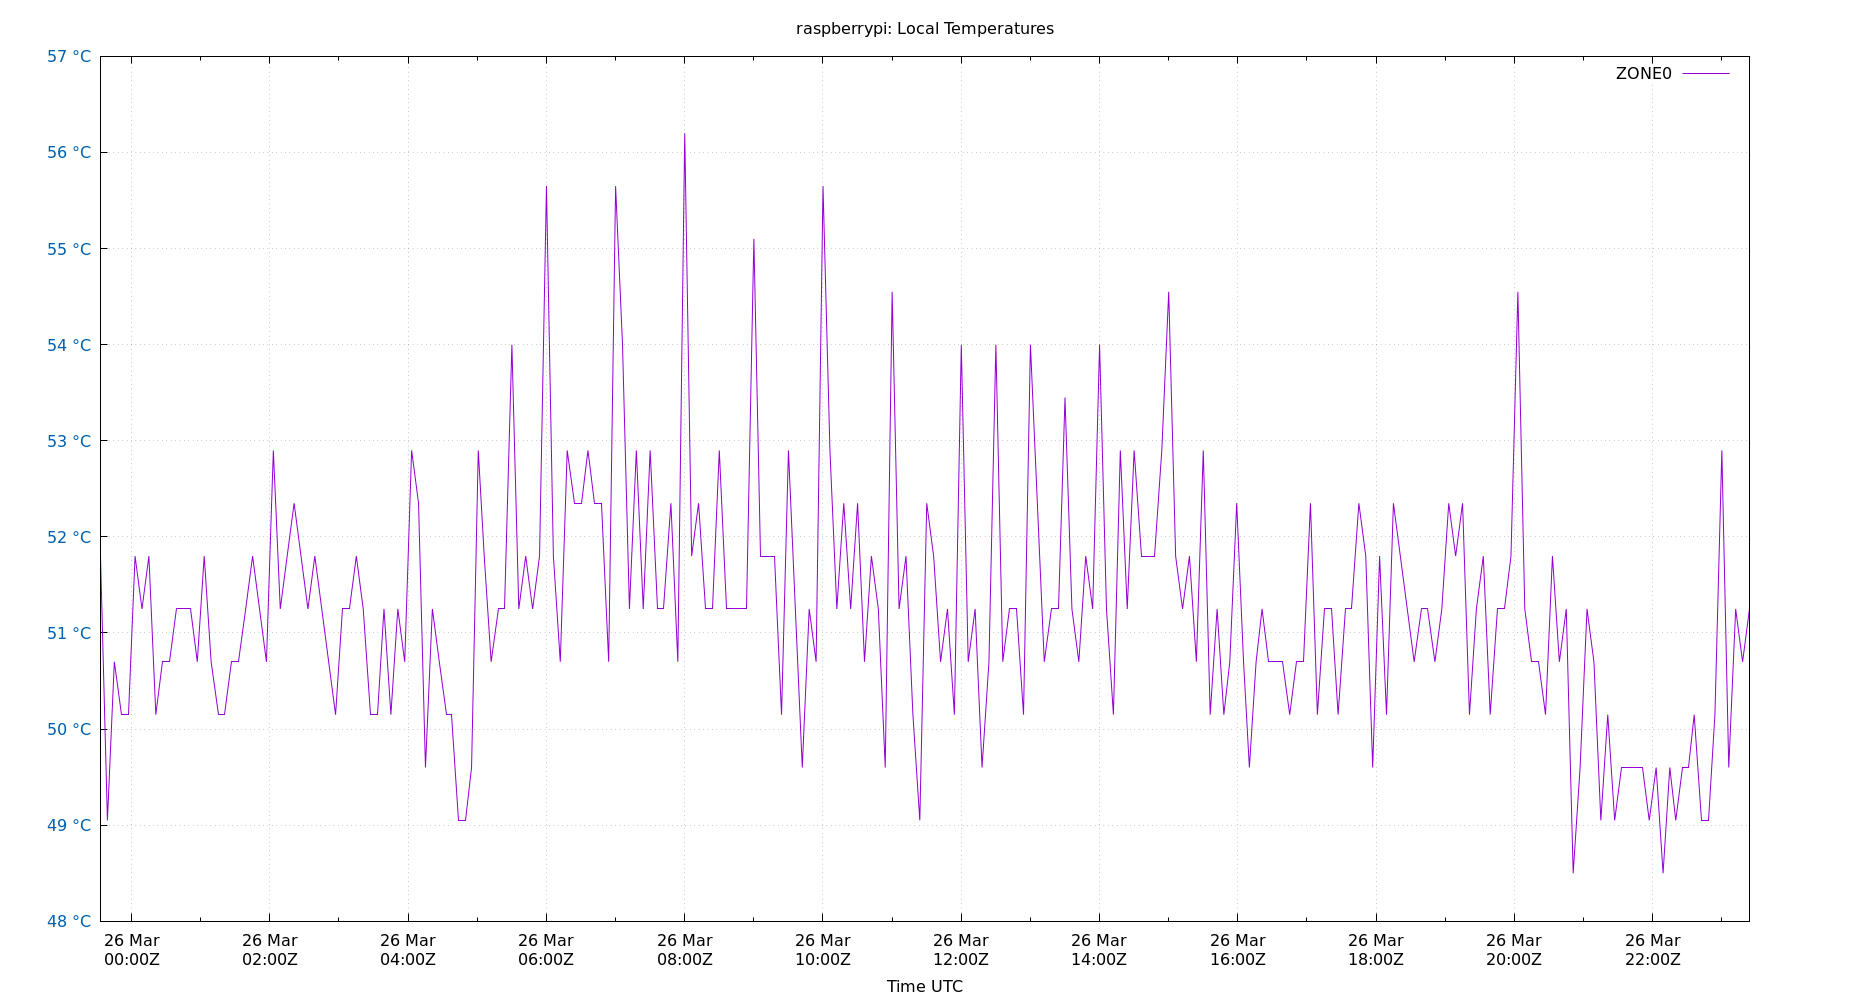 raspberrypi: Local Temperatures
57 °C
ZONE0
56 °C
55 °C
54 °C
53 °C
52 °C
51 °C
50 °C
49 °C
48 °C
26 Mar 26 Mar 26 Mar 26 Mar 26 Mar 26 Mar 26 Mar 26 Mar 26 Mar 26 Mar 26 Mar 26 Mar
00:00Z 02:00Z 04:00Z 06:00Z 08:00Z 10:00Z 12:00Z 14:00Z 16:00Z 18:00Z 20:00Z 22:00Z
Time UTC